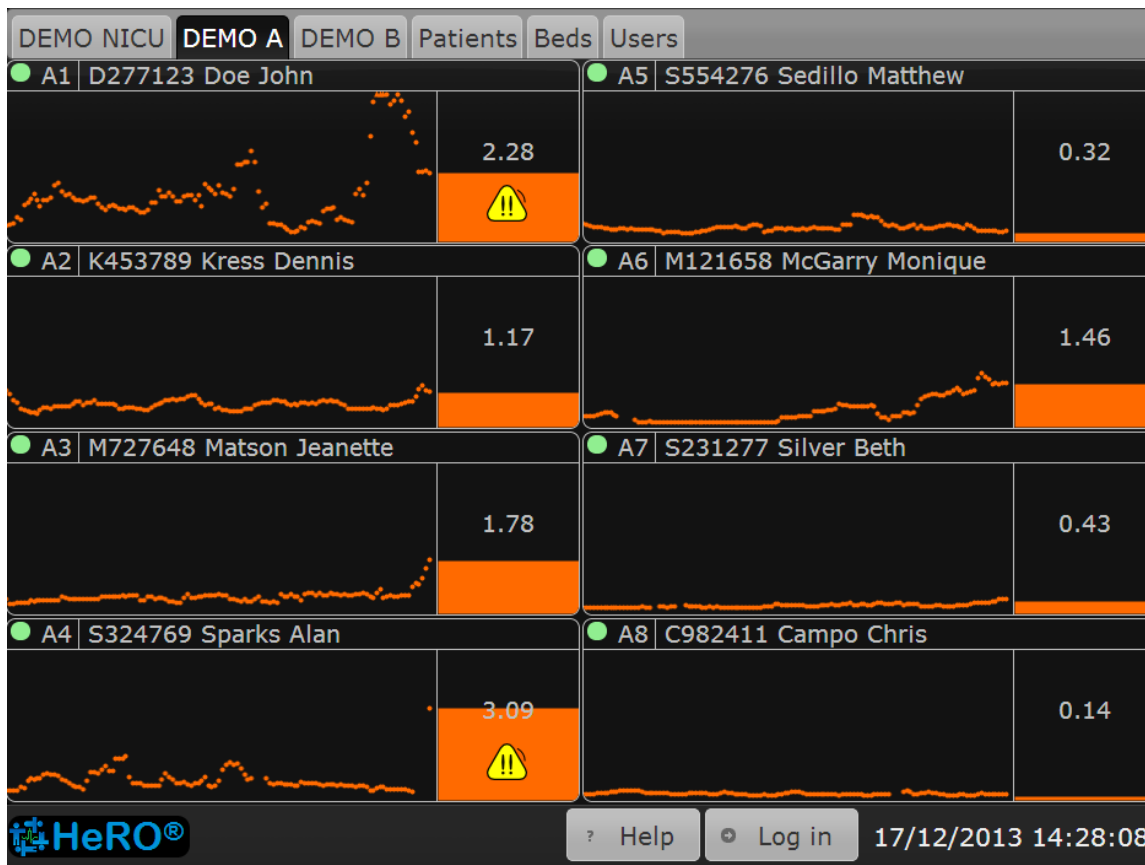 DEMO NICU DEMO A DEMO B Patients Beds Users
A1 D277123 Doe John
2.28
!!
A5 S554276 Sedillo Matthew
0.32
A2 K453789 Kress Dennis
1.17
A6 M121658 McGarry Monique
1.46
A3 M727648 Matson Jeanette
1.78
A7 S231277 Silver Beth
0.43
A4 S324769 Sparks Alan
3.09
!!
A8 C982411 Campo Chris
0.14
HeRO® ? Help Log in 17/12/2013 14:28:08